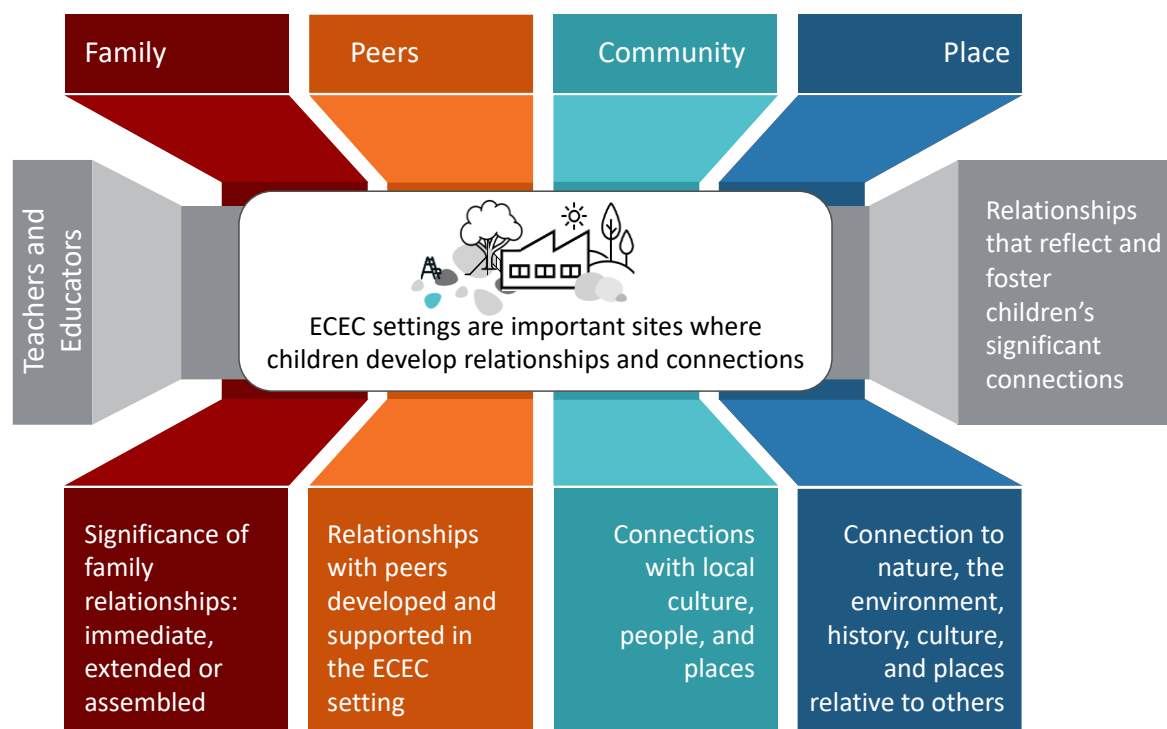 Family
Peers
Community
Place
Teachers and
Educators
ECEC settings are important sites where
children develop relationships and connections
Relationships
that reflect and
foster
children’s
significant
connections
Significance of
family
relationships:
immediate,
extended or
assembled
Relationships
with peers
developed and
supported in
the ECEC
setting
Connections
with local
culture,
people, and
places
Connection to
nature, the
environment,
history, culture,
and places
relative to others